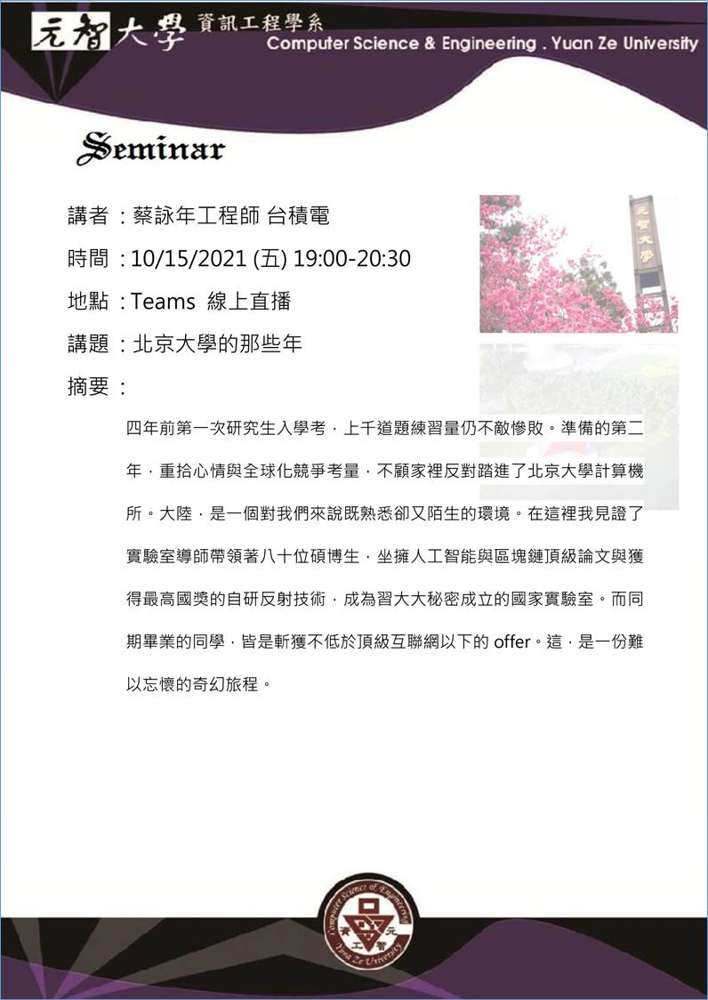 元智大學 資訊工程學系
Computer Science & Engineering . Yuan Ze University
Seminar
講者 : 蔡詠年工程師 台積電
時間 : 10/15/2021 (五) 19:00-20:30
地點 : Teams 線上直播
講題 : 北京大學的那些年
摘要 :
四年前第一次研究生入學考，上千道題練習量仍不敵慘敗。準備的第二
年，重拾心情與全球化競爭考量，不顧家裡反對踏進了北京大學計算機
所。大陸，是一個對我們來說既熟悉卻又陌生的環境。在這裡我見證了
實驗室導師帶領著八十位碩博生，坐擁人工智能與區塊鏈頂級論文與獲
得最高國獎的自研反射技術，成為習大大秘密成立的國家實驗室。而同
期畢業的同學，皆是斬獲不低於頂級互聯網以下的 offer。這，是一份難
以忘懷的奇幻旅程。
元智大學
Computer Science of Engineering
資 元
工 智
Yuan Ze University